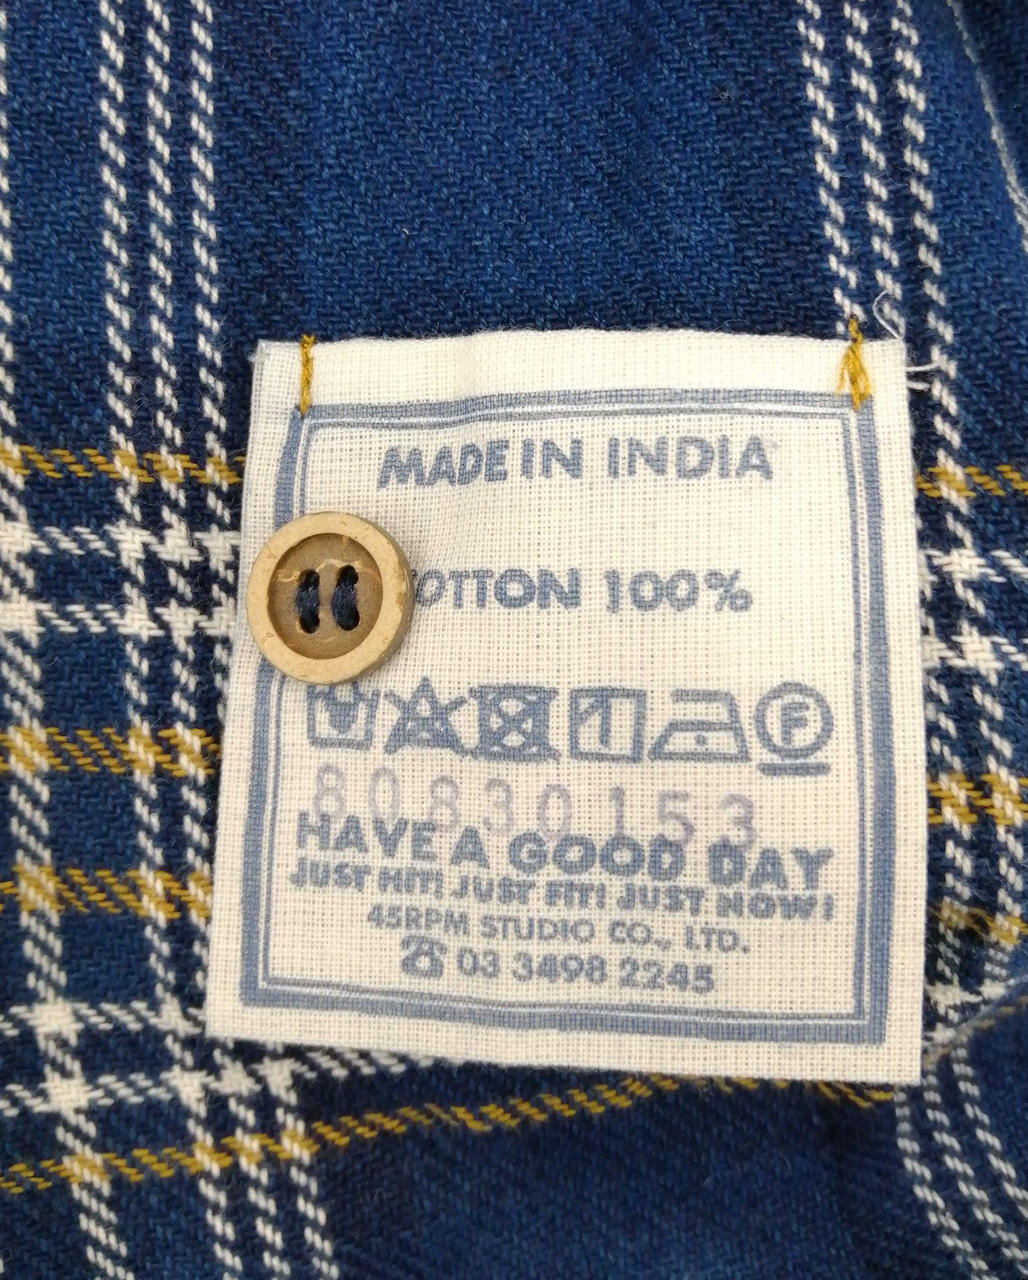 MADE IN INDIA
OTTON 100%
F
80830153
HAVE A GOOD DAY
JUST HIT! JUST FIT! JUST NOW!
45RPM STUDIO CO., LTD.
☎ 03 3498 2245